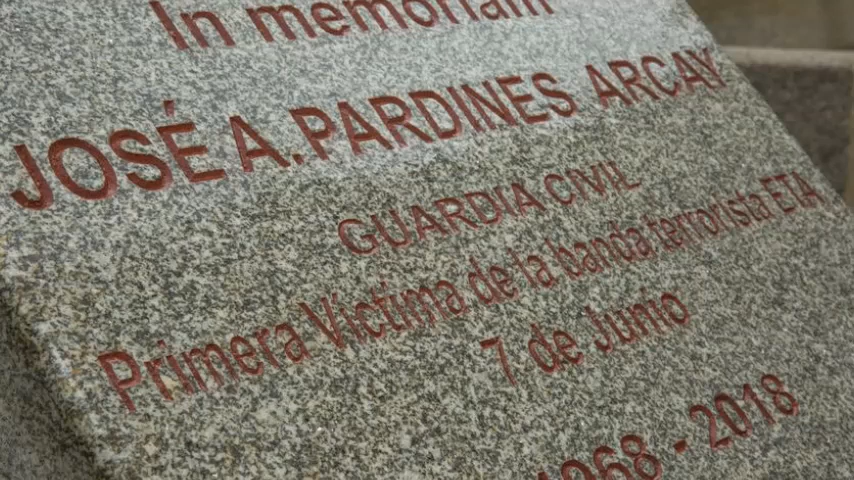 In memoriam
JOSÉ A. PARDINES ARCAY
GUARDIA CIVIL
Primera Víctima de la banda terrorista ETA
7 de Junio
1968 - 2018